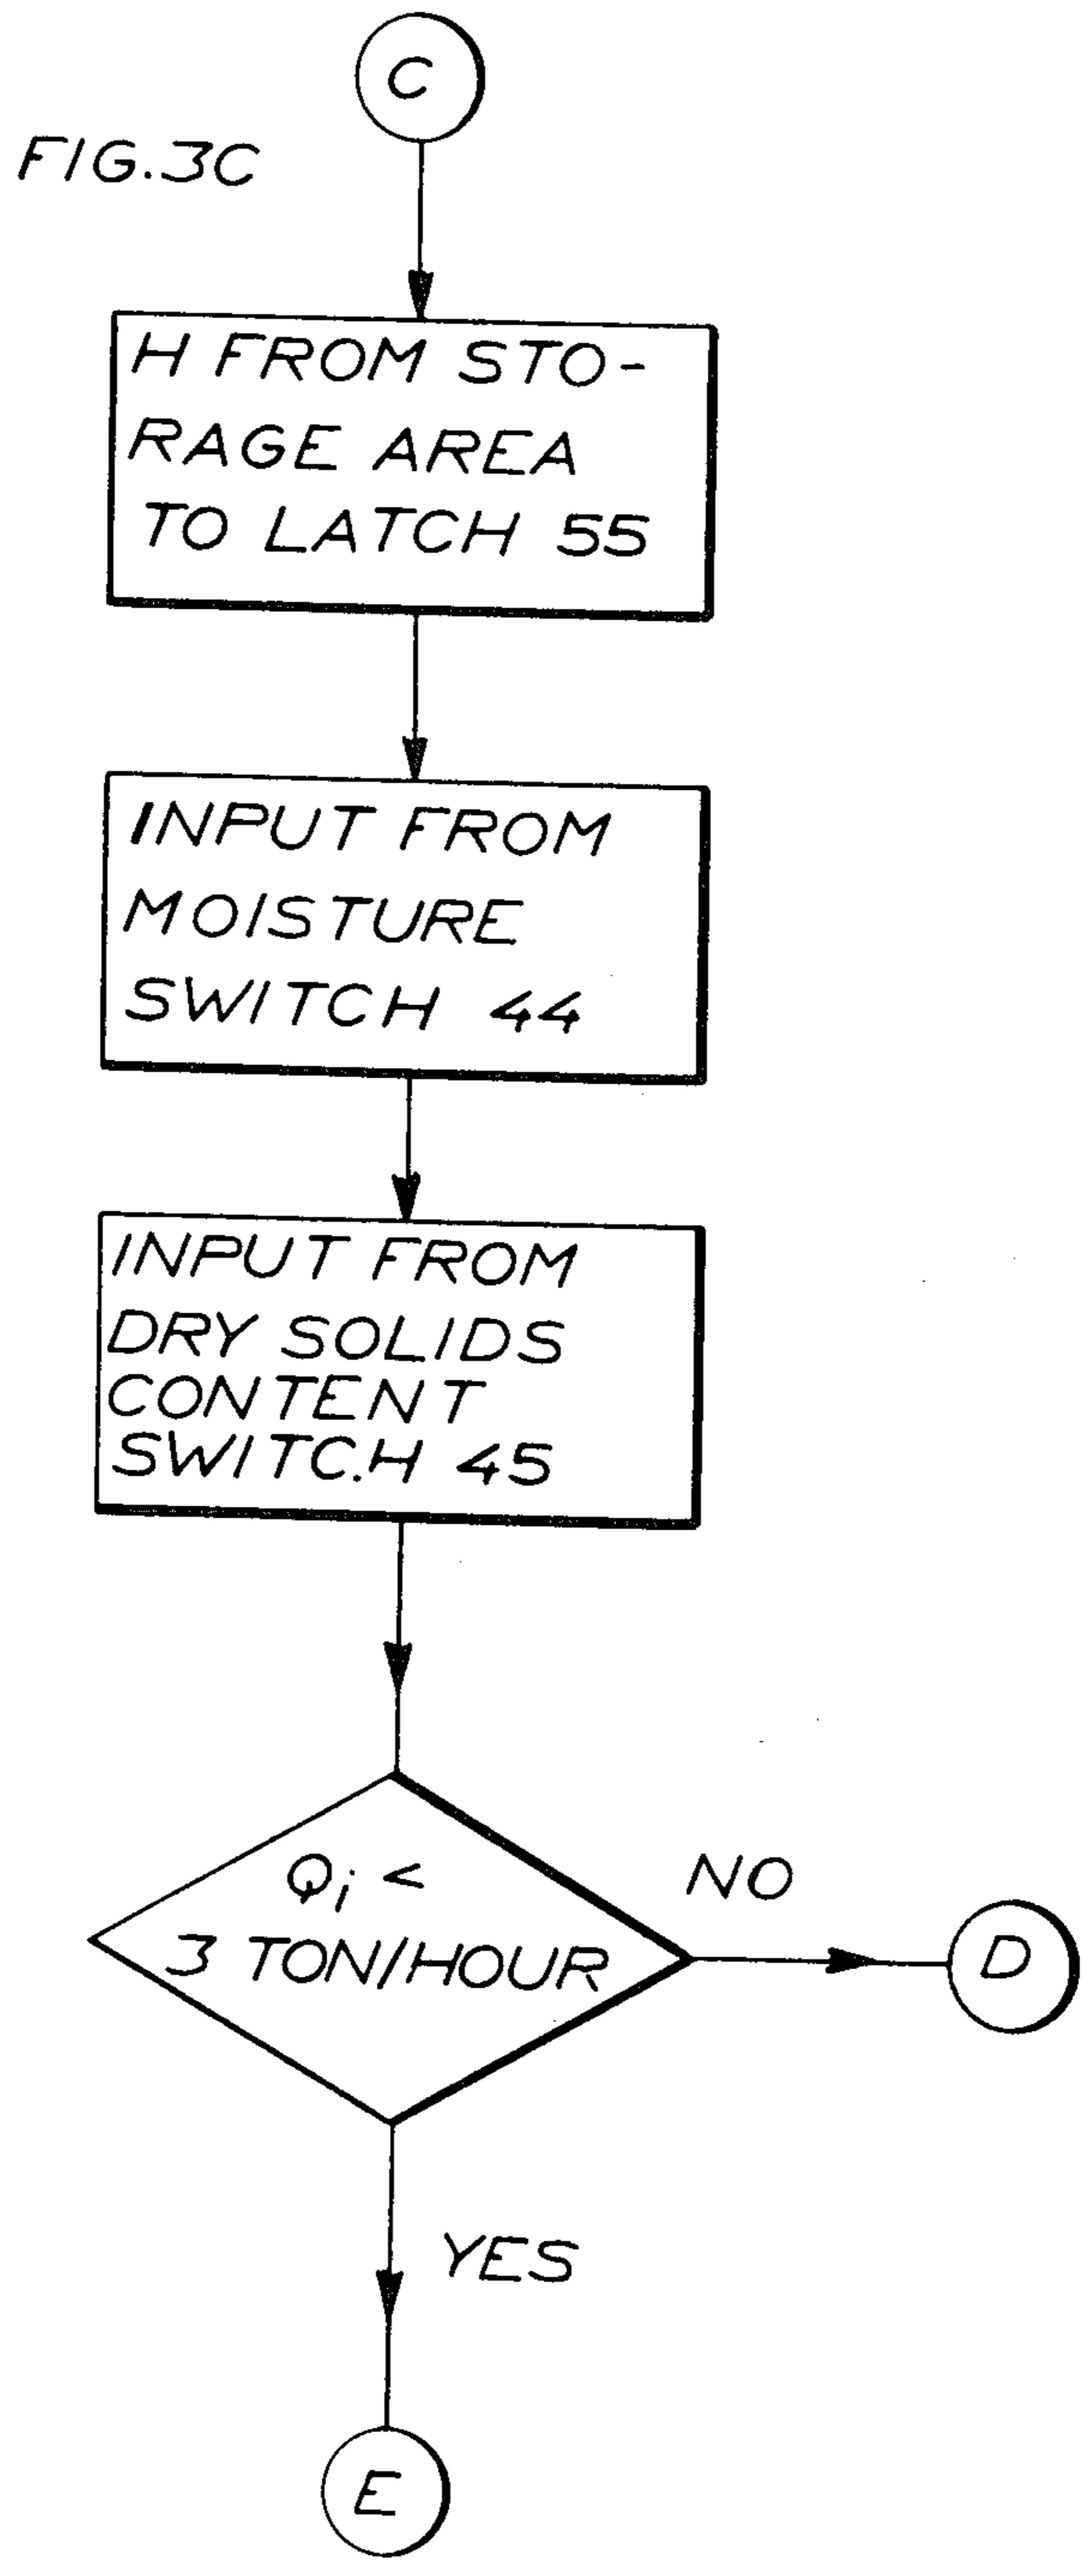 C
FIG.3C
H FROM STO-
RAGE AREA
TO LATCH 55
INPUT FROM
MOISTURE
SWITCH 44
INPUT FROM
DRY SOLIDS
CONTENT
SWITC.H 45
Qi <
3 TON/HOUR
NO
D
YES
E